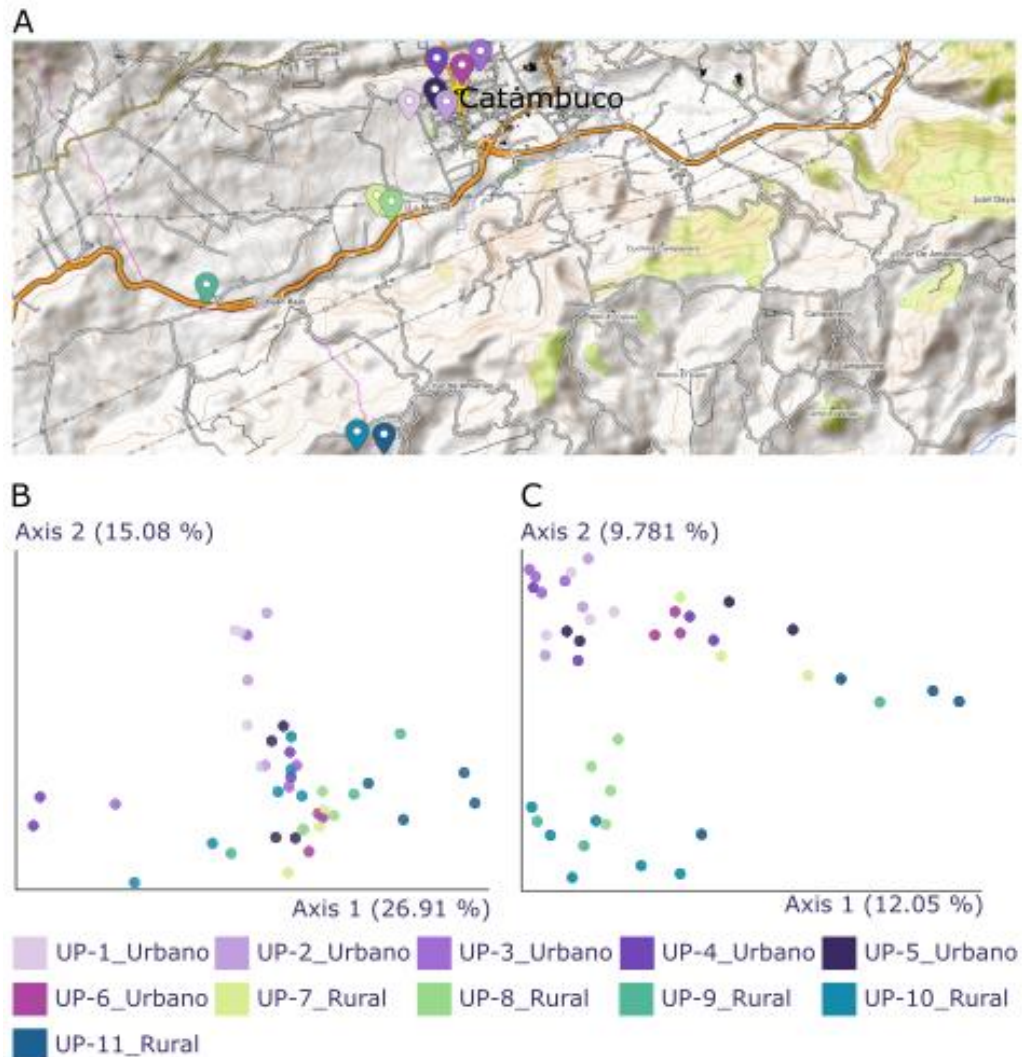 A
Catambuco
B
C
Axis 2 (15.08 %)
Axis 2 (9.781 %)
Axis 1 (26.91 %)
Axis 1 (12.05 %)
UP-1_Urbano UP-2_Urbano UP-3_Urbano UP-4_Urbano UP-5_Urbano
UP-6_Urbano UP-7_Rural UP-8_Rural UP-9_Rural UP-10_Rural
UP-11_Rural